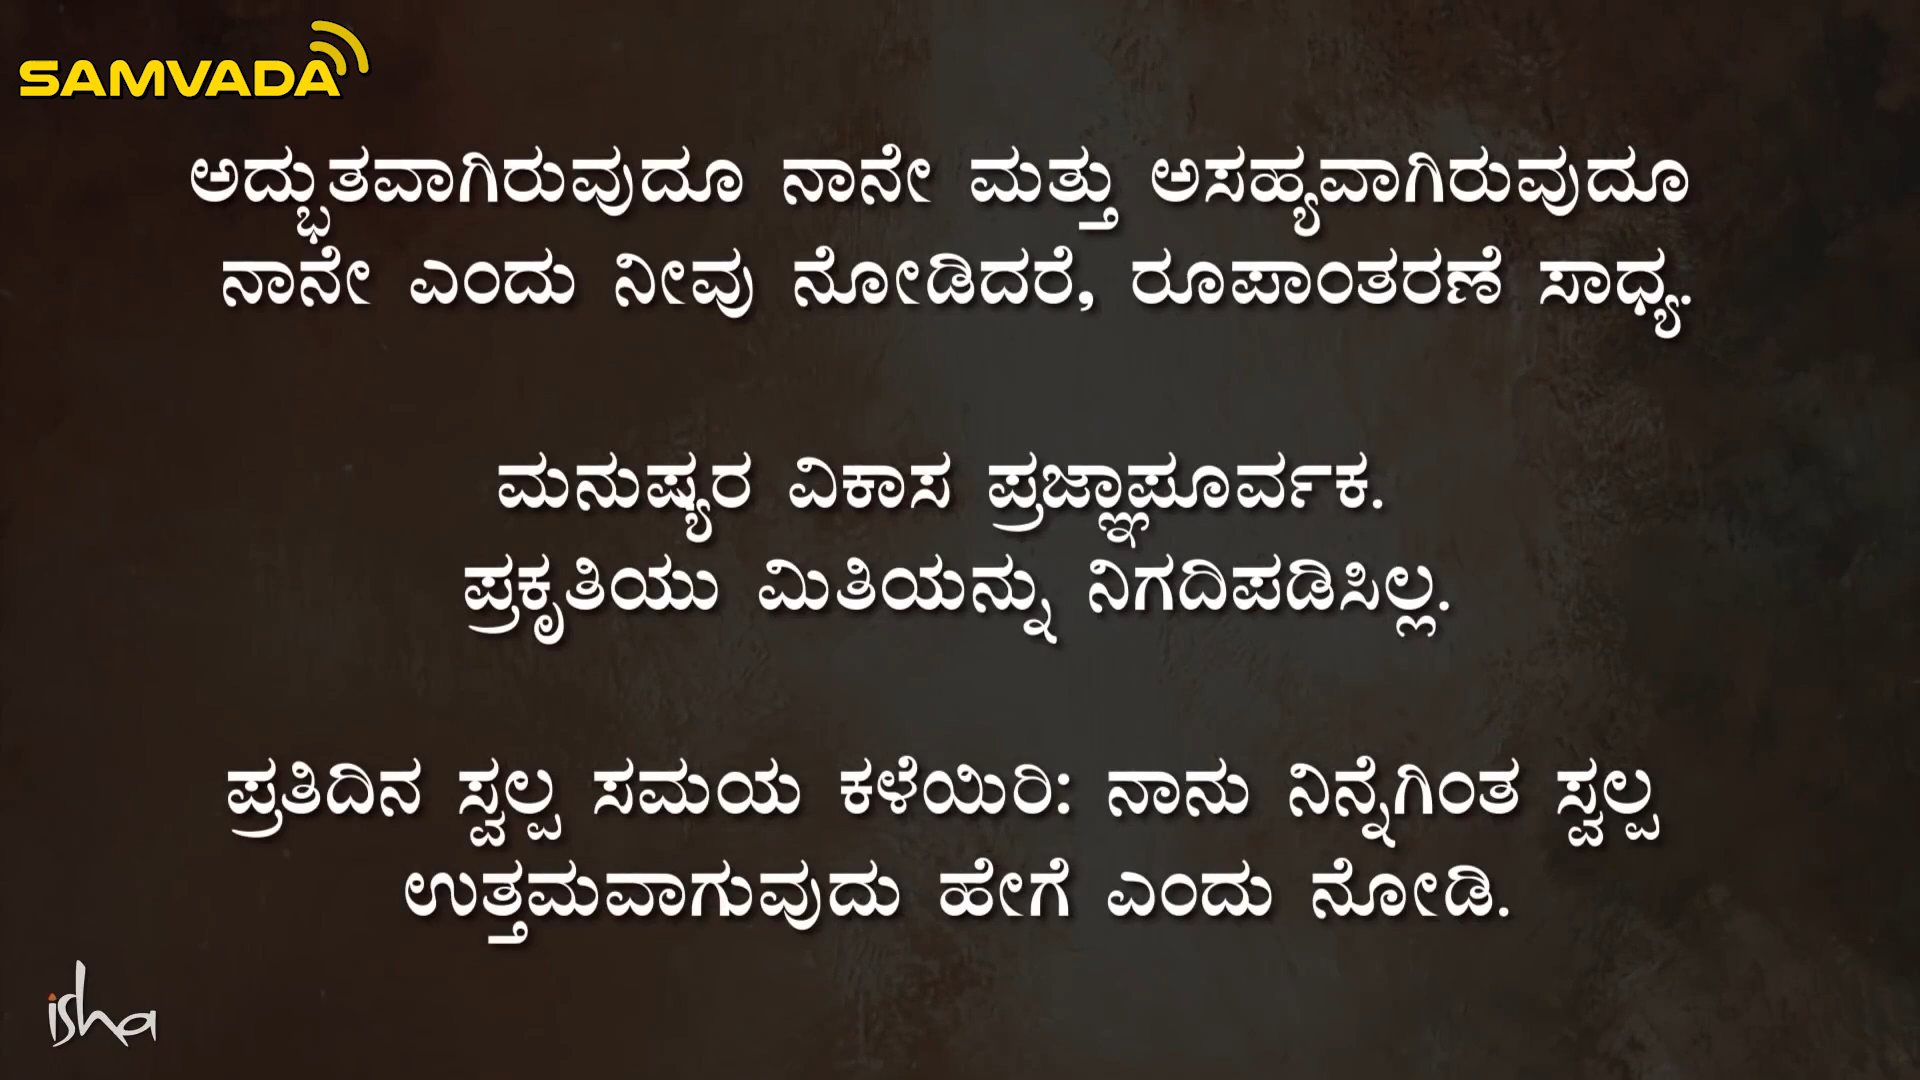 SAMVADA
ಅದ್ಭುತವಾಗಿರುವುದೂ ನಾನೇ ಮತ್ತು ಅಸಹ್ಯವಾಗಿರುವುದೂ
ನಾನೇ ಎಂದು ನೀವು ನೋಡಿದರೆ, ರೂಪಾಂತರಣೆ ಸಾಧ್ಯ.
ಮನುಷ್ಯರ ವಿಕಾಸ ಪ್ರಜ್ಞಾಪೂರ್ವಕ.
ಪ್ರಕೃತಿಯು ಮಿತಿಯನ್ನು ನಿಗದಿಪಡಿಸಿಲ್ಲ.
ಪ್ರತಿದಿನ ಸ್ವಲ್ಪ ಸಮಯ ಕಳೆಯಿರಿ: ನಾನು ನಿನ್ನೆಗಿಂತ ಸ್ವಲ್ಪ
ಉತ್ತಮವಾಗುವುದು ಹೇಗೆ ಎಂದು ನೋಡಿ.
isha